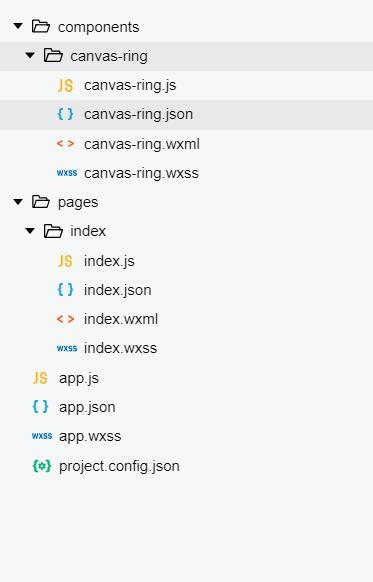 components
canvas-ring
JS canvas-ring.js
{ } canvas-ring.json
< > canvas-ring.wxml
wxss canvas-ring.wxss
pages
index
JS index.js
{ } index.json
< > index.wxml
wxss index.wxss
JS app.js
{ } app.json
wxss app.wxss
project.config.json